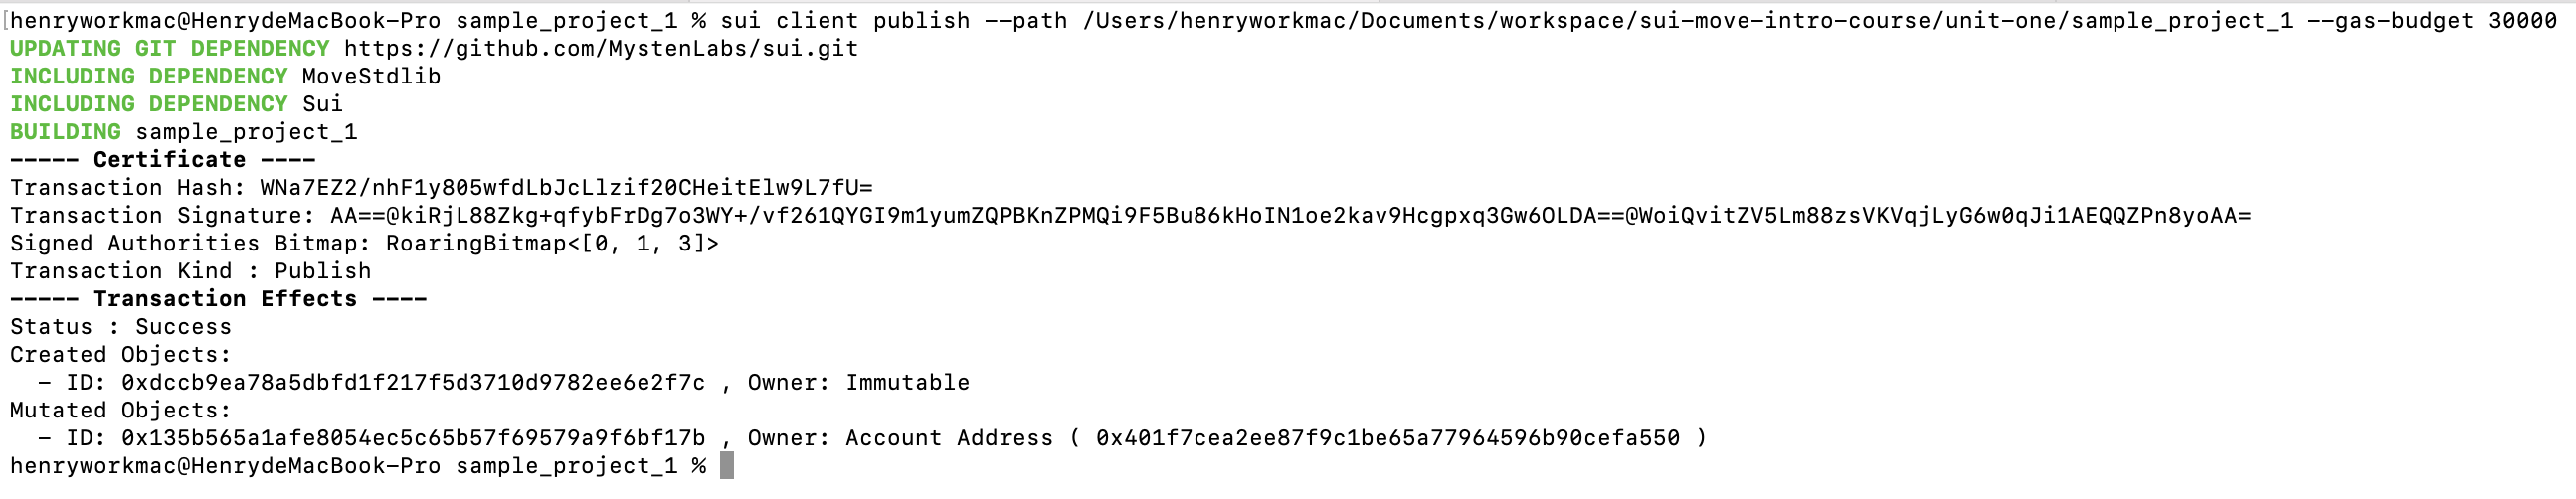 henryworkmac@HenrydeMacBook-Pro sample_project_1 % sui client publish --path /Users/henryworkmac/Documents/workspace/sui-move-intro-course/unit-one/sample_project_1 --gas-budget 30000
UPDATING GIT DEPENDENCY https://github.com/MystenLabs/sui.git
INCLUDING DEPENDENCY MoveStdlib
INCLUDING DEPENDENCY Sui
BUILDING sample_project_1
----- Certificate ----
Transaction Hash: WNa7EZ2/nhF1y805wfdLbJcLlzif20CHeitElw9L7fU=
Transaction Signature: AA==@kiRjL88Zkg+qfybFrDg7o3WY+/vf261QYGI9m1yumZQPBKnZPMQi9F5Bu86kHoIN1oe2kav9Hcgpxq3Gw6OLDA==@WoiQvitZV5Lm88zsVKVqjLyG6w0qJi1AEQQZPn8yoAA=
Signed Authorities Bitmap: RoaringBitmap<[0, 1, 3]>
Transaction Kind : Publish
----- Transaction Effects ----
Status : Success
Created Objects:
  - ID: 0xdccb9ea78a5dbfd1f217f5d3710d9782ee6e2f7c , Owner: Immutable
Mutated Objects:
  - ID: 0x135b565a1afe8054ec5c65b57f69579a9f6bf17b , Owner: Account Address ( 0x401f7cea2ee87f9c1be65a77964596b90cefa550 )
henryworkmac@HenrydeMacBook-Pro sample_project_1 %